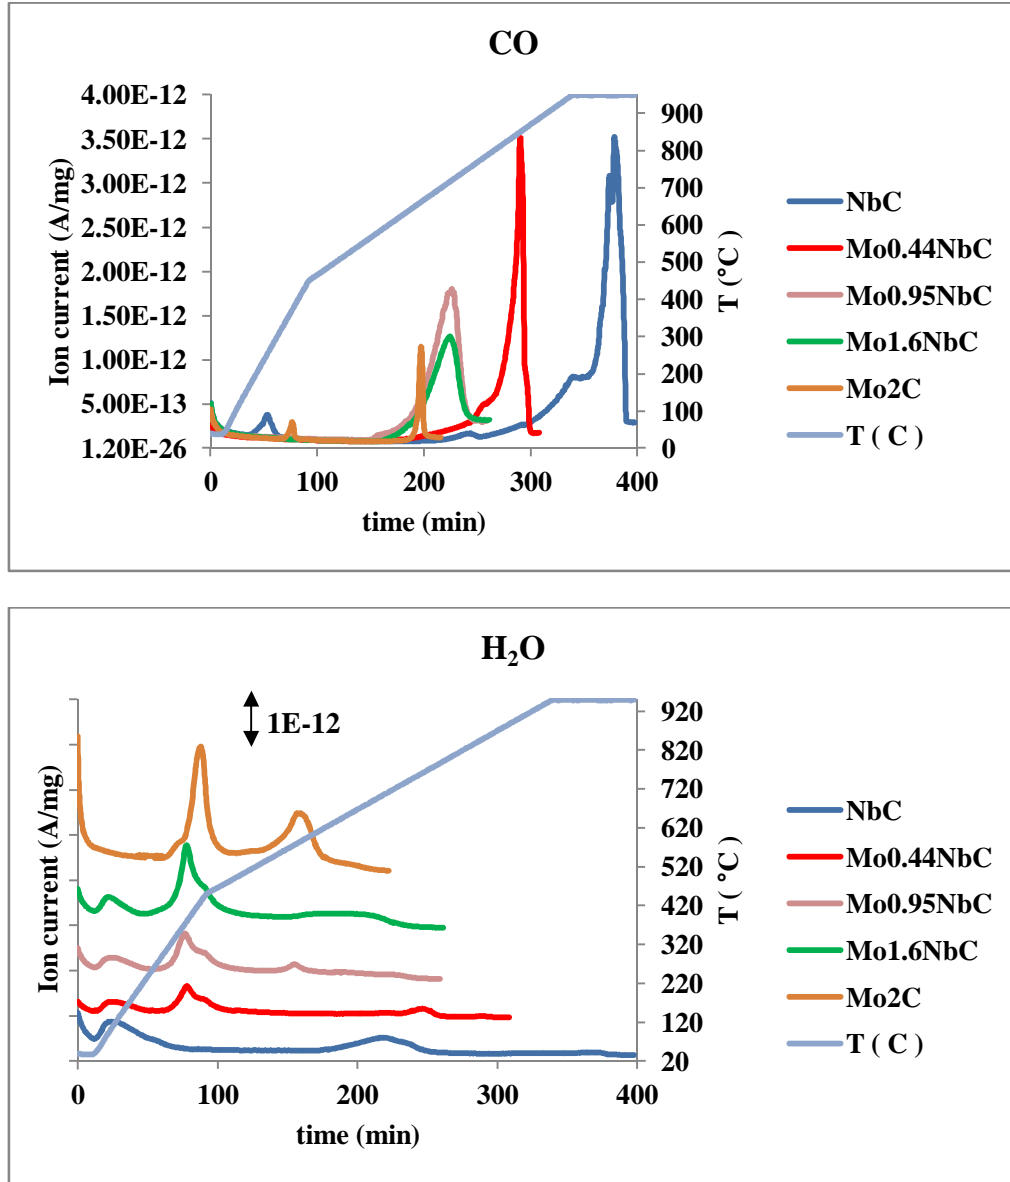 CO
4.00E-12
3.50E-12
3.00E-12
2.50E-12
2.00E-12
1.50E-12
1.00E-12
5.00E-13
1.20E-26
Ion current (A/mg)
0 100 200 300 400
time (min)
900
800
700
600
500
400
300
200
100
0
T (°C )
NbC
Mo0.44NbC
Mo0.95NbC
Mo1.6NbC
Mo2C
T ( C )
H₂O
1E-12
Ion current (A/mg)
0 100 200 300 400
time (min)
920
820
720
620
520
420
320
220
120
20
T ( °C )
NbC
Mo0.44NbC
Mo0.95NbC
Mo1.6NbC
Mo2C
T ( C )